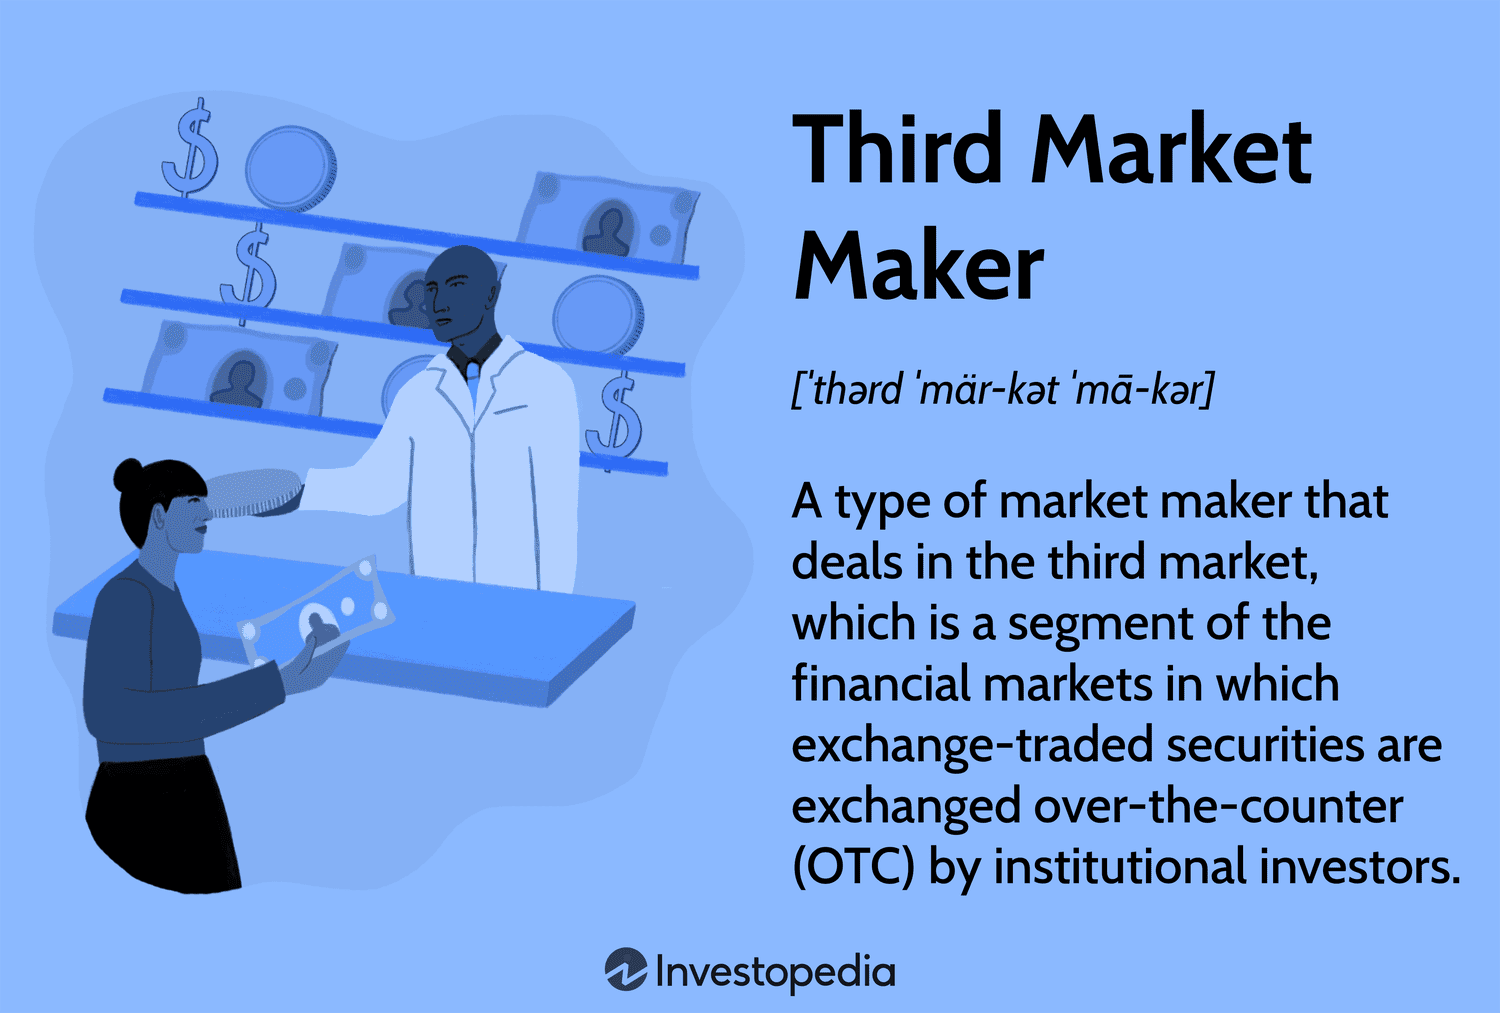 Third Market
Maker
[ˈthərd ˈmär-kət ˈmā-kər]
A type of market maker that
deals in the third market,
which is a segment of the
financial markets in which
exchange-traded securities are
exchanged over-the-counter
(OTC) by institutional investors.
Investopedia